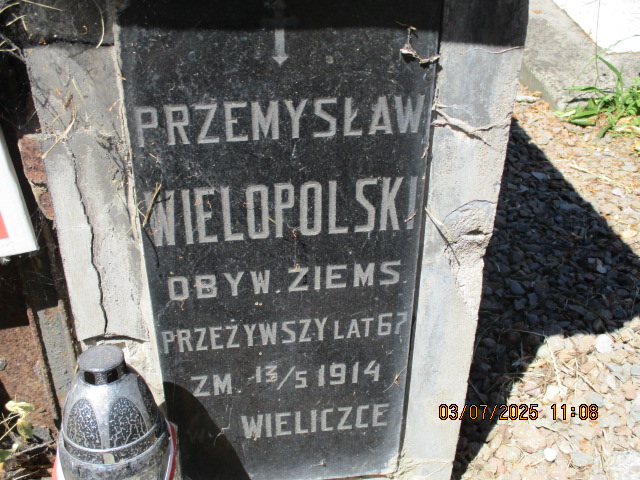 PRZEMYSŁAW
WIELOPOLSKI
OBYW. ZIEMS.
PRZEŻYWSZY LAT 67
ZM. 13/5 1914
W WIELICZCE
03/07/2025 11:08